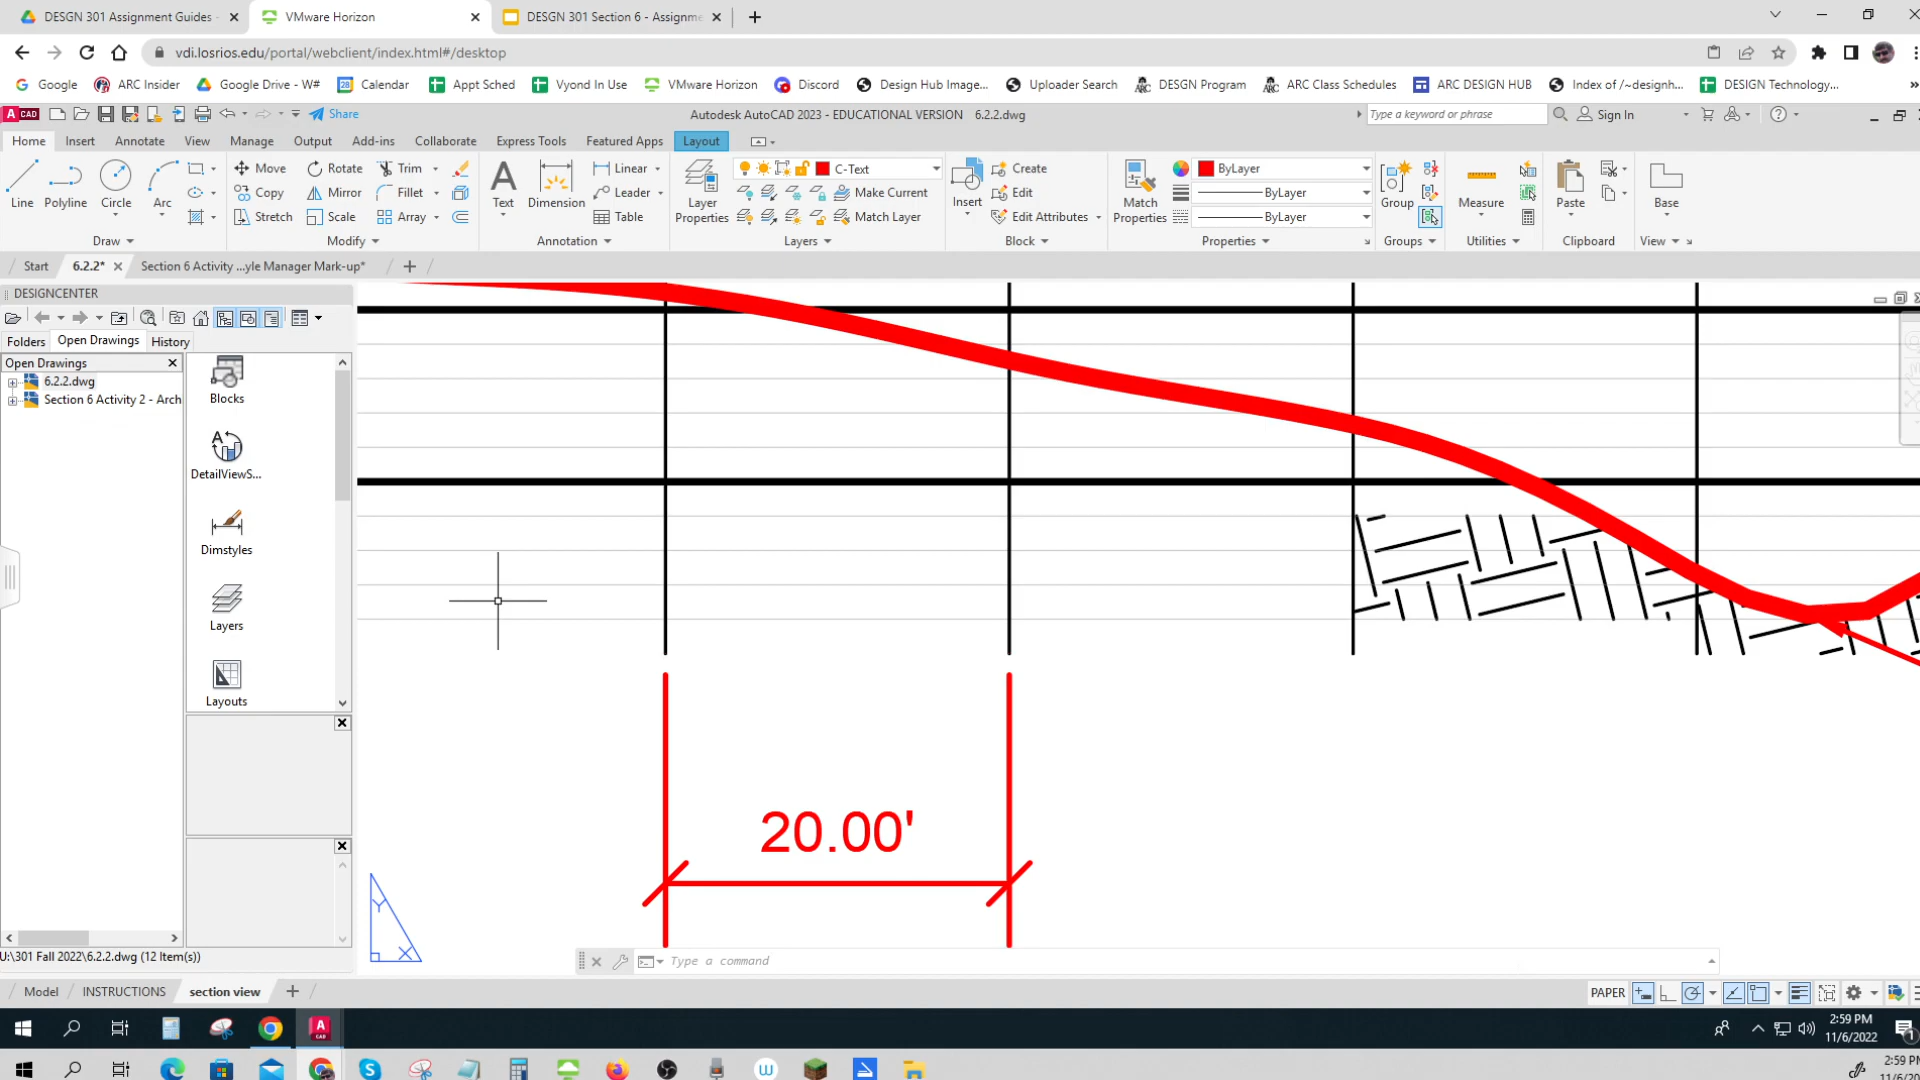 DESGN 301 Assignment Guides -
VMware Horizon
DESGN 301 Section 6 - Assignme
vdi.losrios.edu/portal/webclient/index.html#/desktop
Google
ARC Insider
Google Drive - W#
28
Calendar
Appt Sched
Vyond In Use
VMware Horizon
Discord
Design Hub Image...
Uploader Search
DESGN Program
ARC Class Schedules
ARC DESIGN HUB
Index of /~designh...
DESIGN Technology...
»
A CAD
Share
Autodesk AutoCAD 2023 - EDUCATIONAL VERSION 6.2.2.dwg
Type a keyword or phrase
Sign In
Home
Insert
Annotate
View
Manage
Output
Add-ins
Collaborate
Express Tools
Featured Apps
Layout
Line
Polyline
Circle
Arc
Move
Rotate
Trim
Copy
Mirror
Fillet
Stretch
Scale
Array
Text
Dimension
Linear
Leader
Table
Layer
Properties
C-Text
Make Current
Match Layer
Insert
Create
Edit
Edit Attributes
Match
Properties
ByLayer
ByLayer
ByLayer
Group
Measure
Paste
Base
Draw
Modify
Annotation
Layers
Block
Properties
Groups
Utilities
Clipboard
View
Start
6.2.2*
Section 6 Activity ...yle Manager Mark-up*
DESIGNCENTER
Folders
Open Drawings
History
Open Drawings
6.2.2.dwg
Section 6 Activity 2 - Arch
Blocks
DetailViewS...
Dimstyles
Layers
Layouts
20.00'
Y
X
U:\301 Fall 2022\6.2.2.dwg (12 Item(s))
Type a command
Model
INSTRUCTIONS
section view
PAPER
2:59 PM
11/6/2022
2:59 PM
11/6/20